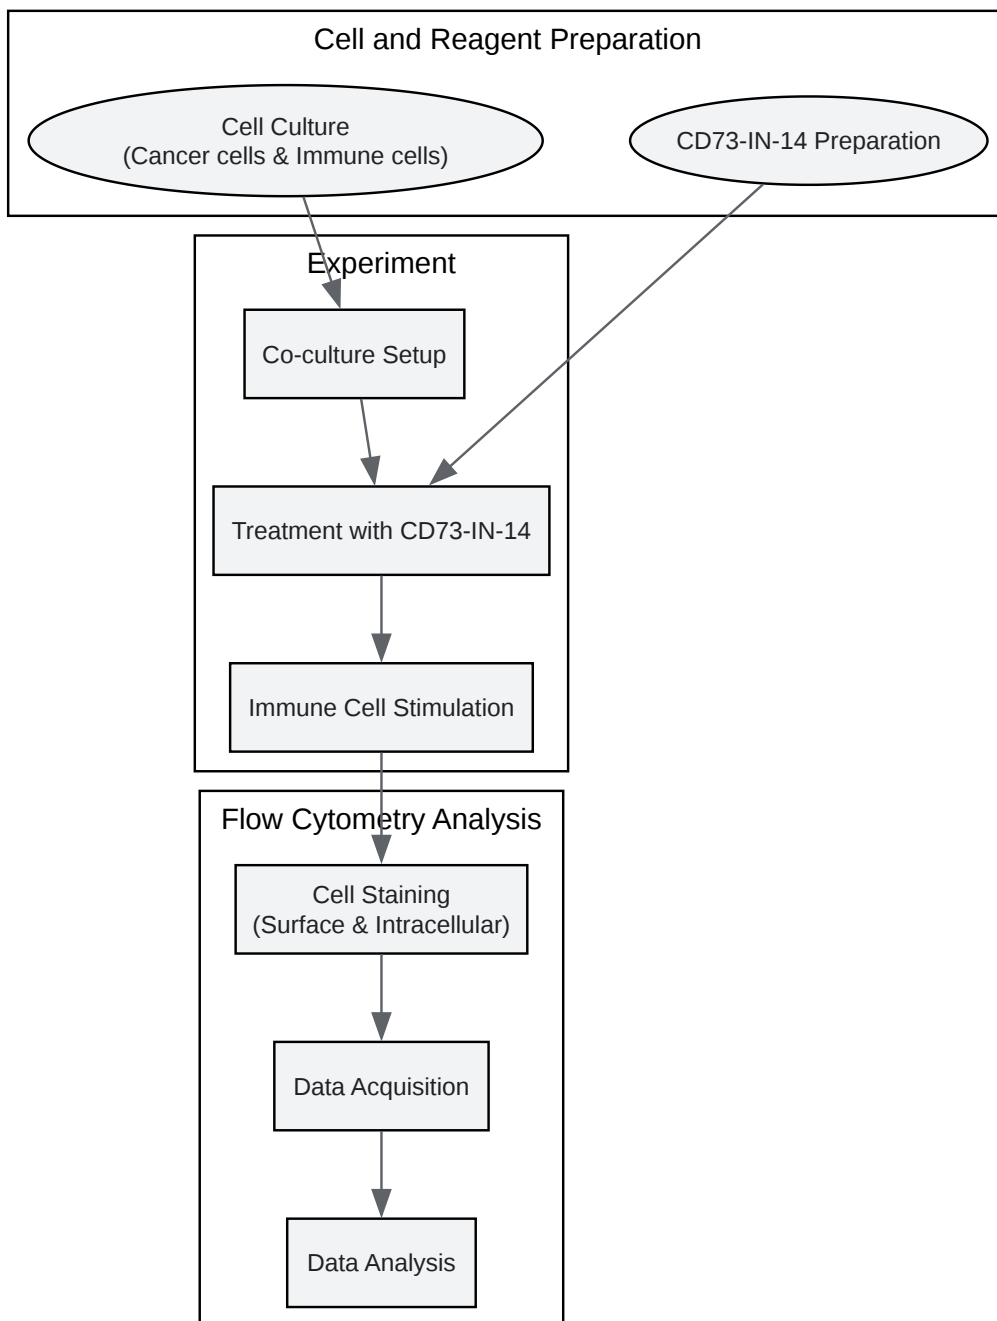 Cell and Reagent Preparation
Cell Culture
(Cancer cells & Immune cells)
CD73-IN-14 Preparation
Experiment
Co-culture Setup
Treatment with CD73-IN-14
Immune Cell Stimulation
Flow Cytometry Analysis
Cell Staining
(Surface & Intracellular)
Data Acquisition
Data Analysis